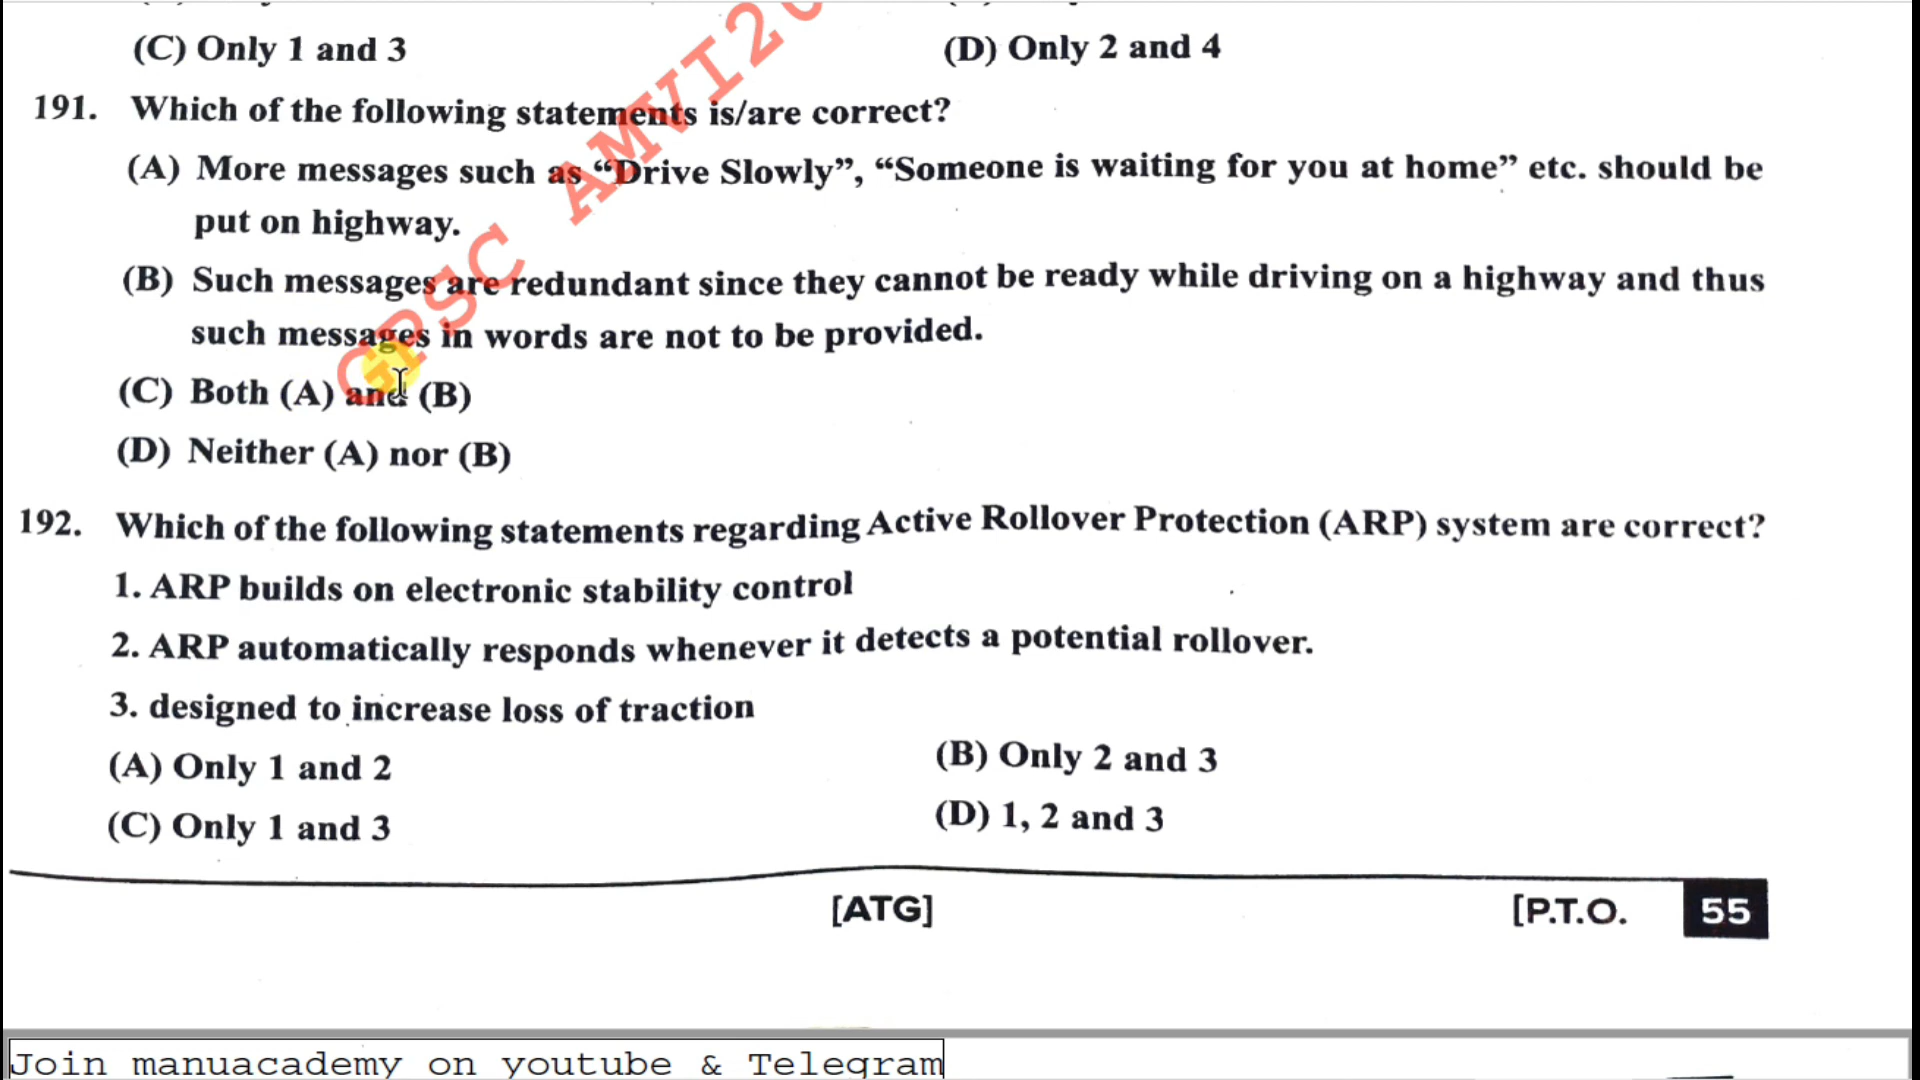 (C) Only 1 and 3
(D) Only 2 and 4
191. Which of the following statements is/are correct?
(A) More messages such as “Drive Slowly”, “Someone is waiting for you at home” etc. should be
put on highway.
(B) Such messages are redundant since they cannot be ready while driving on a highway and thus
such messages in words are not to be provided.
(C) Both (A) and (B)
(D) Neither (A) nor (B)
192. Which of the following statements regarding Active Rollover Protection (ARP) system are correct?
1. ARP builds on electronic stability control
2. ARP automatically responds whenever it detects a potential rollover.
3. designed to increase loss of traction
(A) Only 1 and 2
(B) Only 2 and 3
(C) Only 1 and 3
(D) 1, 2 and 3
[ATG]
[P.T.O.
55
GPSC AMVI
Join manuacademy on youtube & Telegram